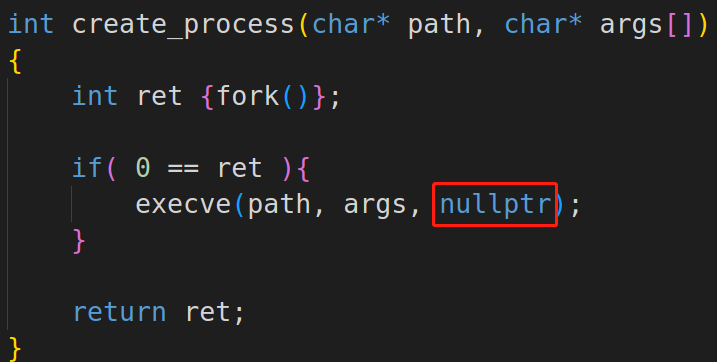 int create_process(char* path, char* args[])
{
    int ret {fork()};
    if( 0 == ret ){
        execve(path, args, nullptr);
    }
    return ret;
}